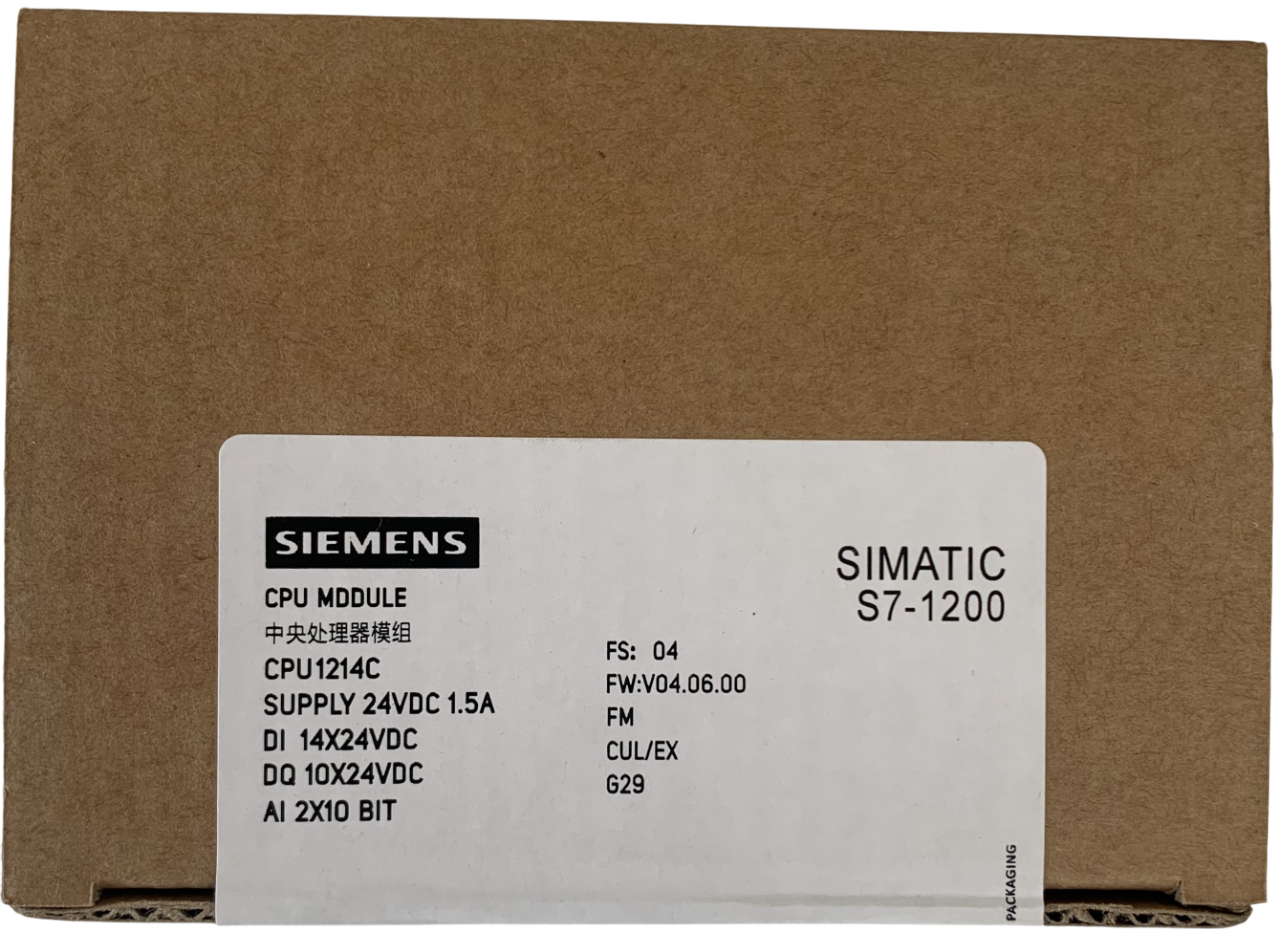 SIEMENS
CPU MDDULE
中央处理器模组
CPU1214C
SUPPLY 24VDC 1.5A
DI 14X24VDC
DQ 10X24VDC
AI 2X10 BIT
FS: 04
FW:V04.06.00
FM
CUL/EX
G29
SIMATIC
S7-1200
PACKAGING